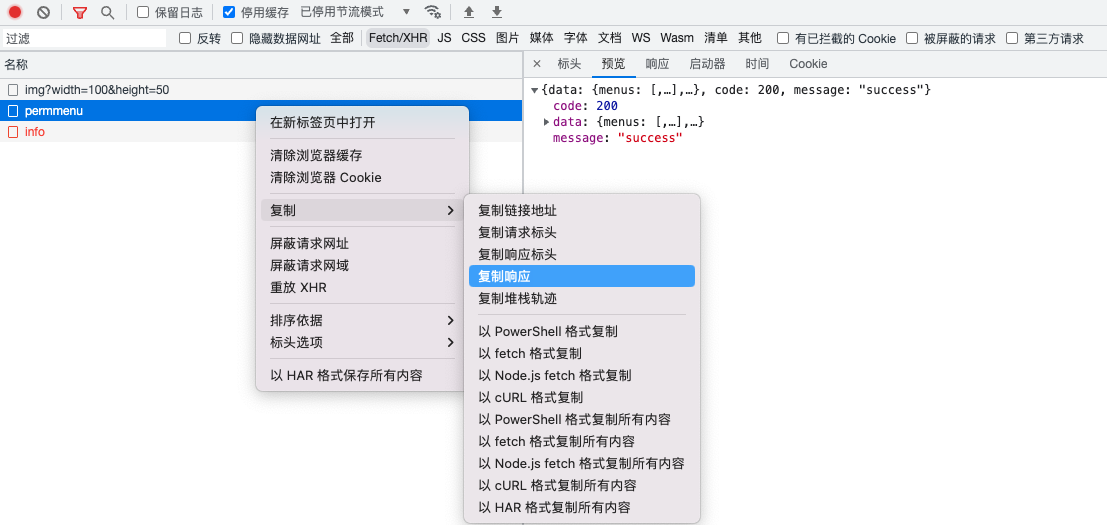 保留日志 停用缓存 已停用节流模式
过滤 反转 隐藏数据网址 全部 Fetch/XHR JS CSS 图片 媒体 字体 文档 WS Wasm 清单 其他 有已拦截的 Cookie 被屏蔽的请求 第三方请求
名称
img?width=100&height=50
permmenu
info
× 标头 预览 响应 启动器 时间 Cookie
{data: {menus: [,…],…}, code: 200, message: "success"}
code: 200
data: {menus: [,…],…}
message: "success"
在新标签页中打开
清除浏览器缓存
清除浏览器 Cookie
复制
屏蔽请求网址
屏蔽请求网域
重放 XHR
排序依据
标头选项
以 HAR 格式保存所有内容
复制链接地址
复制请求标头
复制响应标头
复制响应
复制堆栈轨迹
以 PowerShell 格式复制
以 fetch 格式复制
以 Node.js fetch 格式复制
以 cURL 格式复制
以 PowerShell 格式复制所有内容
以 fetch 格式复制所有内容
以 Node.js fetch 格式复制所有内容
以 cURL 格式复制所有内容
以 HAR 格式复制所有内容